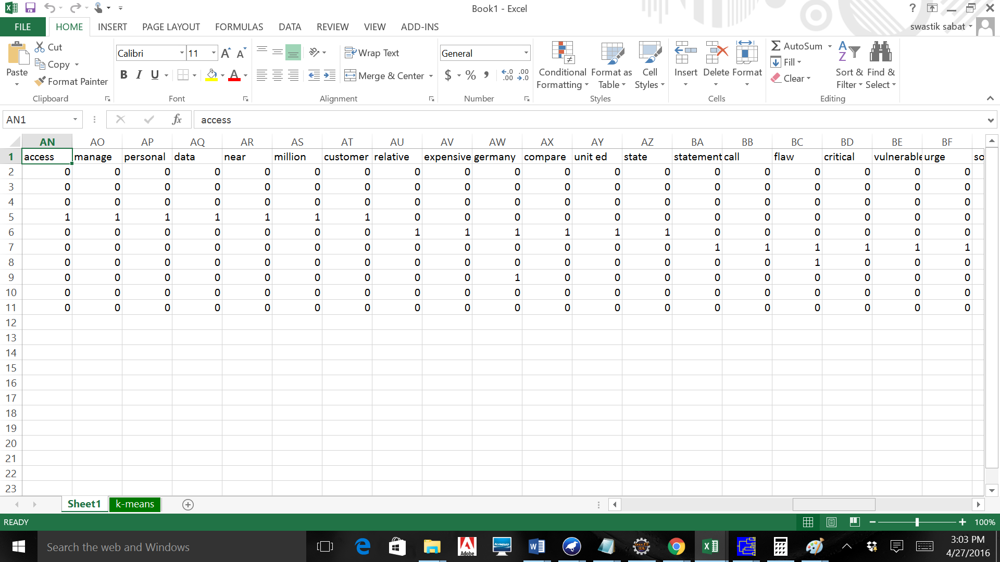 Book1 - Excel
?
FILE HOME INSERT PAGE LAYOUT FORMULAS DATA REVIEW VIEW ADD-INS swastik sabat
Paste
Cut
Copy
Format Painter
Clipboard
Calibri 11 A A
B I U A
Font
Wrap Text
Merge & Center
Alignment
General
$ % , .0 .00 .00 .0
Number
Conditional Formatting
Format as Table
Cell Styles
Styles
Insert Delete Format
Cells
AutoSum
Fill
Clear
Sort & Filter
Find & Select
Editing
AN1 fx access
AN AO AP AQ AR AS AT AU AV AW AX AY AZ BA BB BC BD BE BF
1 access manage personal data near million customer relative expensive germany compare unit ed state statement call flaw critical vulnerable urge so
2 0 0 0 0 0 0 0 0 0 0 0 0 0 0 0 0 0 0 0
3 0 0 0 0 0 0 0 0 0 0 0 0 0 0 0 0 0 0 0
4 0 0 0 0 0 0 0 0 0 0 0 0 0 0 0 0 0 0 0
5 1 1 1 1 1 1 1 0 0 0 0 0 0 0 0 0 0 0 0
6 0 0 0 0 0 0 0 1 1 1 1 1 1 0 0 0 0 0 0
7 0 0 0 0 0 0 0 0 0 0 0 0 0 1 1 1 1 1 1
8 0 0 0 0 0 0 0 0 0 0 0 0 0 0 0 1 0 0 0
9 0 0 0 0 0 0 0 0 0 1 0 0 0 0 0 0 0 0 0
10 0 0 0 0 0 0 0 0 0 0 0 0 0 0 0 0 0 0 0
11 0 0 0 0 0 0 0 0 0 0 0 0 0 0 0 0 0 0 0
12
13
14
15
16
17
18
19
20
21
22
23
Sheet1 k-means
READY 100%
Search the web and Windows
Adobe
lenovo
Java EE
IDE
3:03 PM
4/27/2016